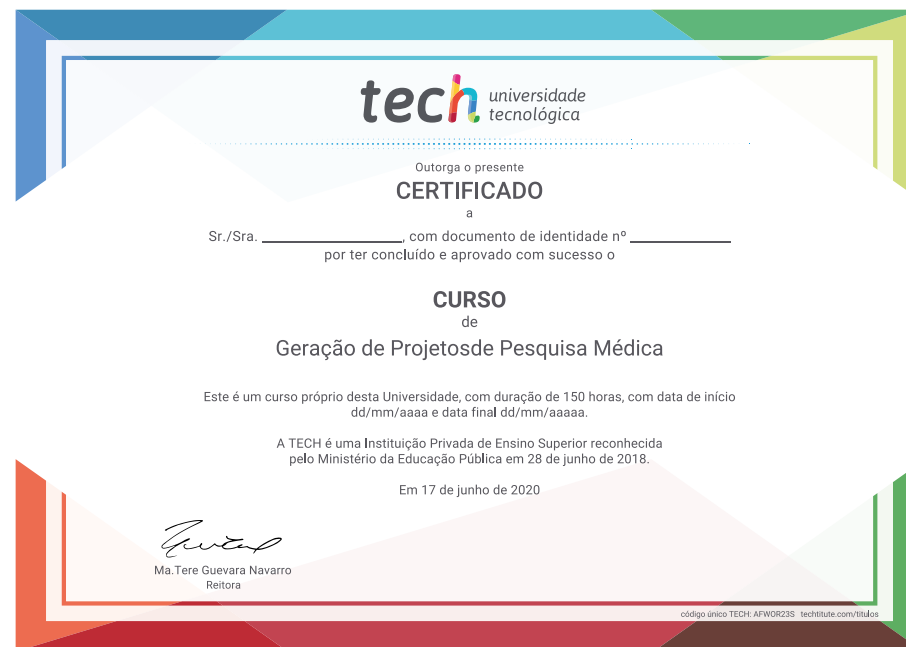 tech universidade
tecnológica
Outorga o presente
CERTIFICADO
a
Sr./Sra. ________________, com documento de identidade nº ____________
por ter concluído e aprovado com sucesso o
CURSO
de
Geração de Projetosde Pesquisa Médica
Este é um curso próprio desta Universidade, com duração de 150 horas, com data de início
dd/mm/aaaa e data final dd/mm/aaaaa.
A TECH é uma Instituição Privada de Ensino Superior reconhecida
pelo Ministério da Educação Pública em 28 de junho de 2018.
Em 17 de junho de 2020
Ma.Tere Guevara Navarro
Reitora
código único TECH: AFWOR23S techtitute.com/titulos